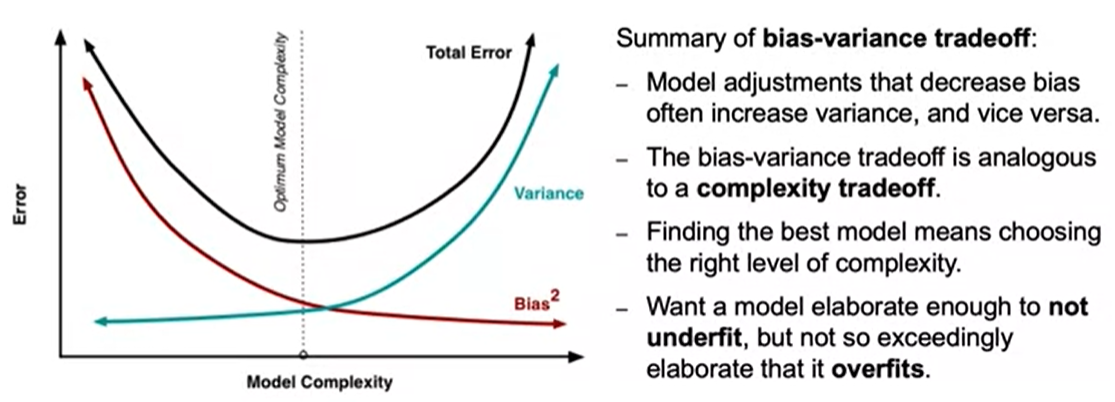 Total Error
Optimum Model Complexity
Variance
Error
Bias2
Model Complexity
Summary of bias-variance tradeoff:
– Model adjustments that decrease bias
often increase variance, and vice versa.
– The bias-variance tradeoff is analogous
to a complexity tradeoff.
– Finding the best model means choosing
the right level of complexity.
– Want a model elaborate enough to not
underfit, but not so exceedingly
elaborate that it overfits.